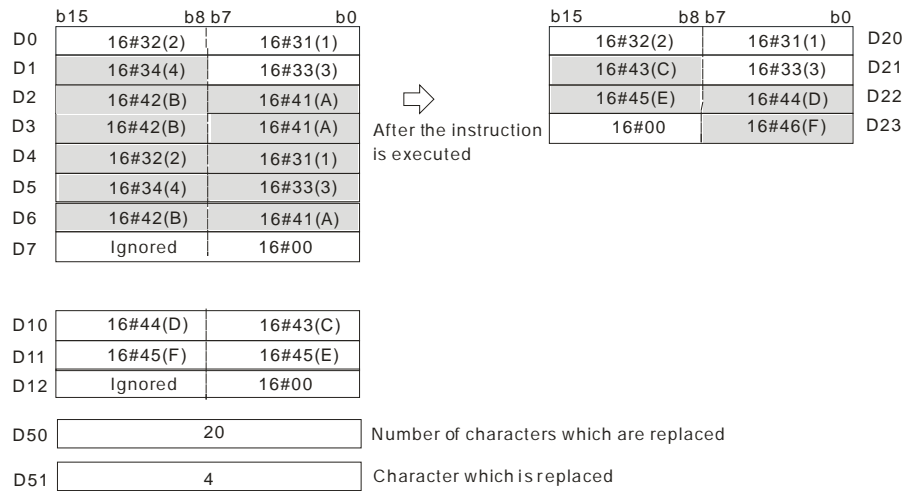 b15 b8 b7 b0
D0 16#32(2) 16#31(1)
D1 16#34(4) 16#33(3)
D2 16#42(B) 16#41(A)
D3 16#42(B) 16#41(A)
D4 16#32(2) 16#31(1)
D5 16#34(4) 16#33(3)
D6 16#42(B) 16#41(A)
D7 Ignored 16#00
After the instruction
is executed
b15 b8 b7 b0
16#32(2) 16#31(1) D20
16#43(C) 16#33(3) D21
16#45(E) 16#44(D) D22
16#00 16#46(F) D23
D10 16#44(D) 16#43(C)
D11 16#45(F) 16#45(E)
D12 Ignored 16#00
D50 20 Number of characters which are replaced
D51 4 Character which is replaced